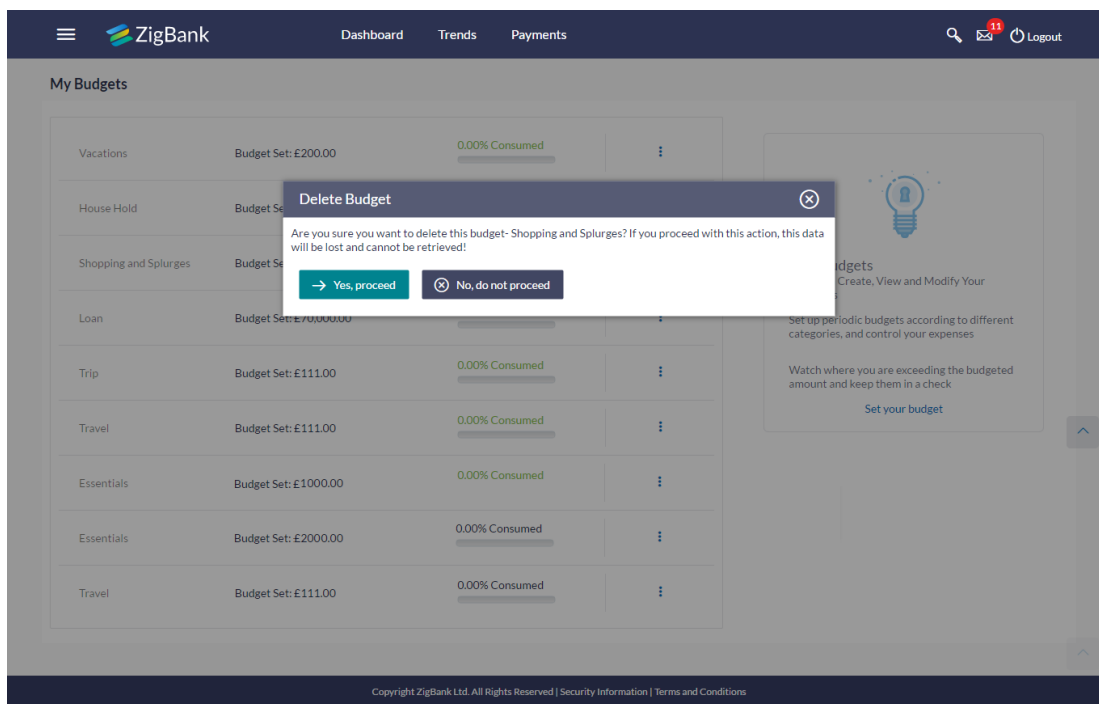 ZigBank Dashboard Trends Payments 11 Logout
My Budgets
Vacations Budget Set: £200.00 0.00% Consumed
House Hold Budget Se
Shopping and Splurges Budget Se
Loan Budget Set: £70,000.00
Trip Budget Set: £111.00 0.00% Consumed
Travel Budget Set: £111.00 0.00% Consumed
Essentials Budget Set: £1000.00 0.00% Consumed
Essentials Budget Set: £2000.00 0.00% Consumed
Travel Budget Set: £111.00 0.00% Consumed
Delete Budget
Are you sure you want to delete this budget- Shopping and Splurges? If you proceed with this action, this data
will be lost and cannot be retrieved!
Yes, proceed No, do not proceed
dgets
Create, View and Modify Your
Set up periodic budgets according to different
categories, and control your expenses
Watch where you are exceeding the budgeted
amount and keep them in a check
Set your budget
Copyright ZigBank Ltd. All Rights Reserved | Security Information | Terms and Conditions